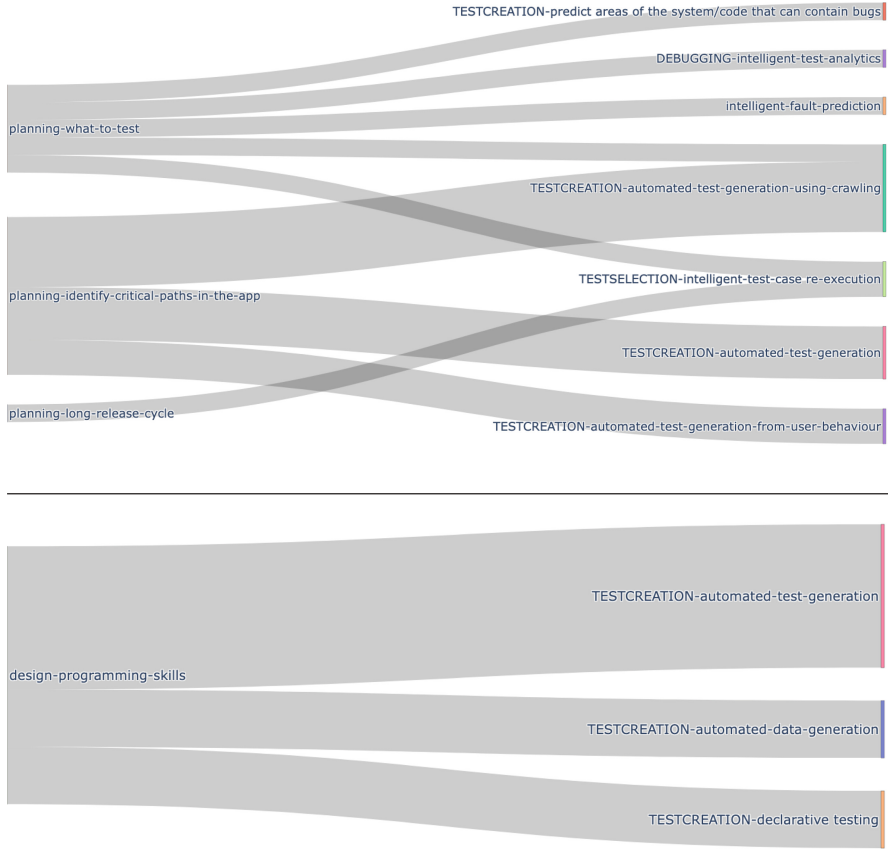 TESTCREATION-predict areas of the system/code that can contain bugs
DEBUGGING-intelligent-test-analytics
intelligent-fault-prediction
planning-what-to-test
TESTCREATION-automated-test-generation-using-crawling
TESTSELECTION-intelligent-test-case re-execution
planning-identify-critical-paths-in-the-app
TESTCREATION-automated-test-generation
planning-long-release-cycle
TESTCREATION-automated-test-generation-from-user-behaviour
TESTCREATION-automated-test-generation
design-programming-skills
TESTCREATION-automated-data-generation
TESTCREATION-declarative testing